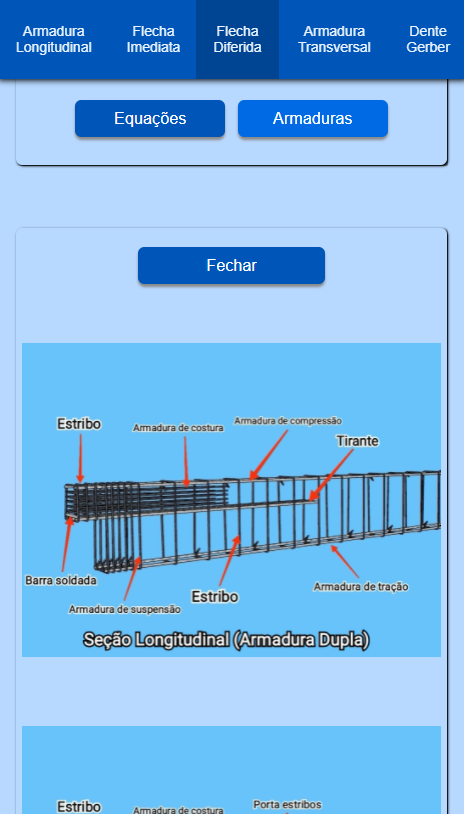 Armadura
Longitudinal
Flecha
Imediata
Flecha
Diferida
Armadura
Transversal
Dente
Gerber
Equações
Armaduras
Fechar
Estribo
Armadura de costura
Armadura de compressão
Tirante
Barra soldada
Armadura de suspensão
Estribo
Armadura de tração
Seção Longitudinal (Armadura Dupla)
Estribo
Armadura de costura
Porta estribos